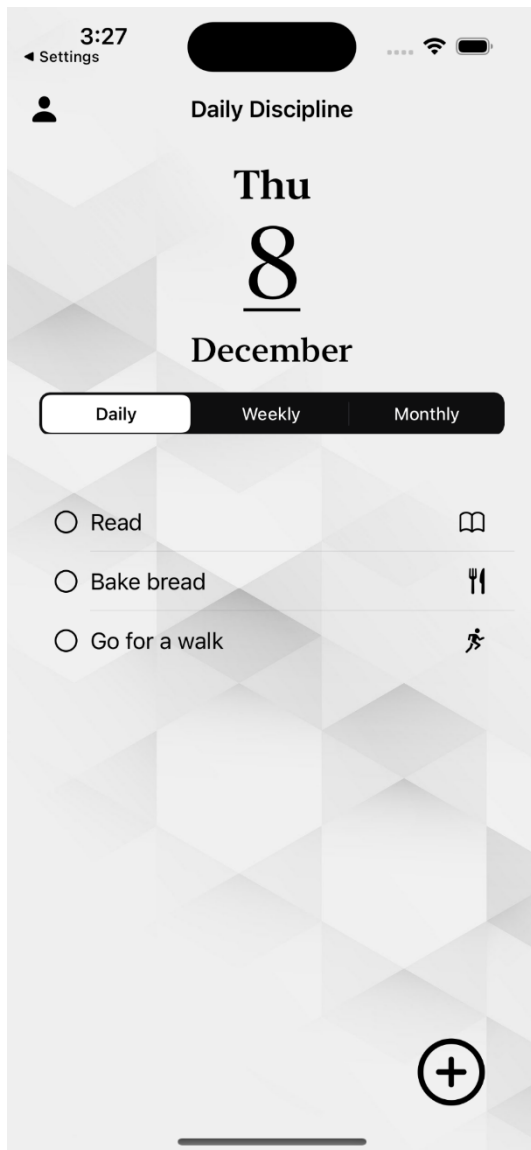 3:27
◀ Settings
Daily Discipline
Thu
8
December
Daily Weekly Monthly
Read
Bake bread
Go for a walk